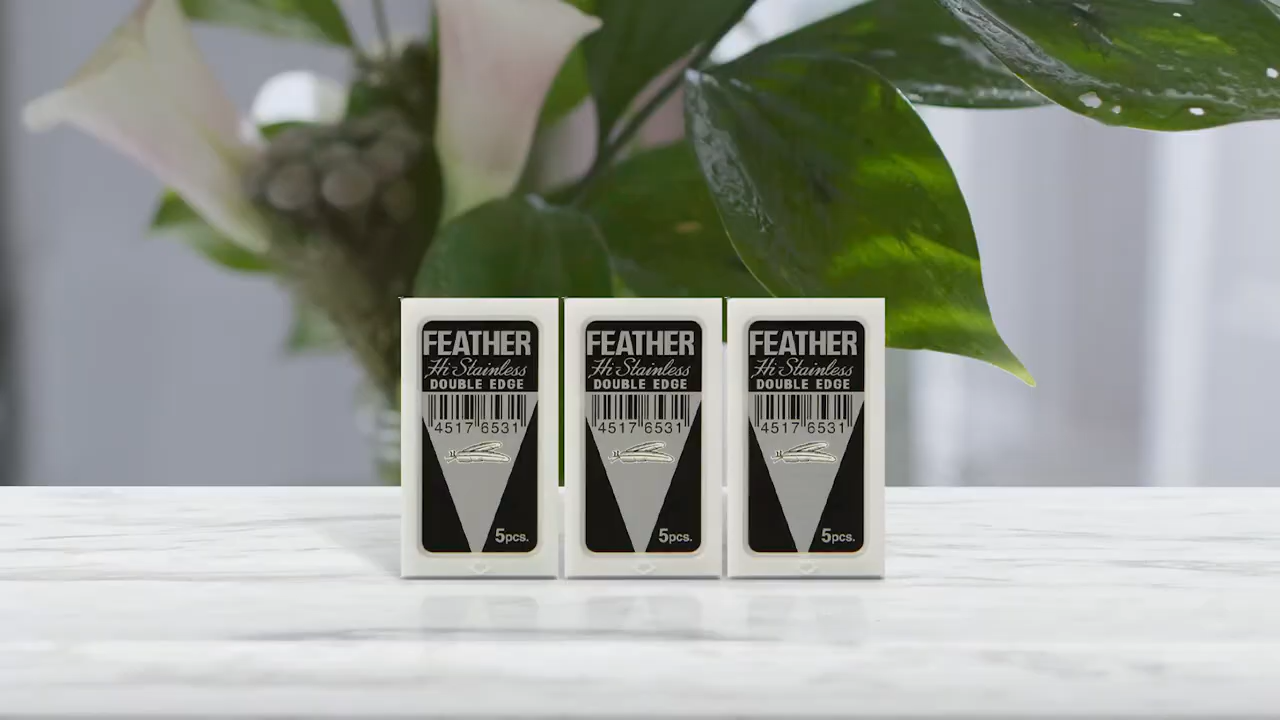 FEATHER
Hi Stainless
DOUBLE EDGE
4517 6531
5pcs.
FEATHER
Hi Stainless
DOUBLE EDGE
4517 6531
5pcs.
FEATHER
Hi Stainless
DOUBLE EDGE
4517 6531
5pcs.